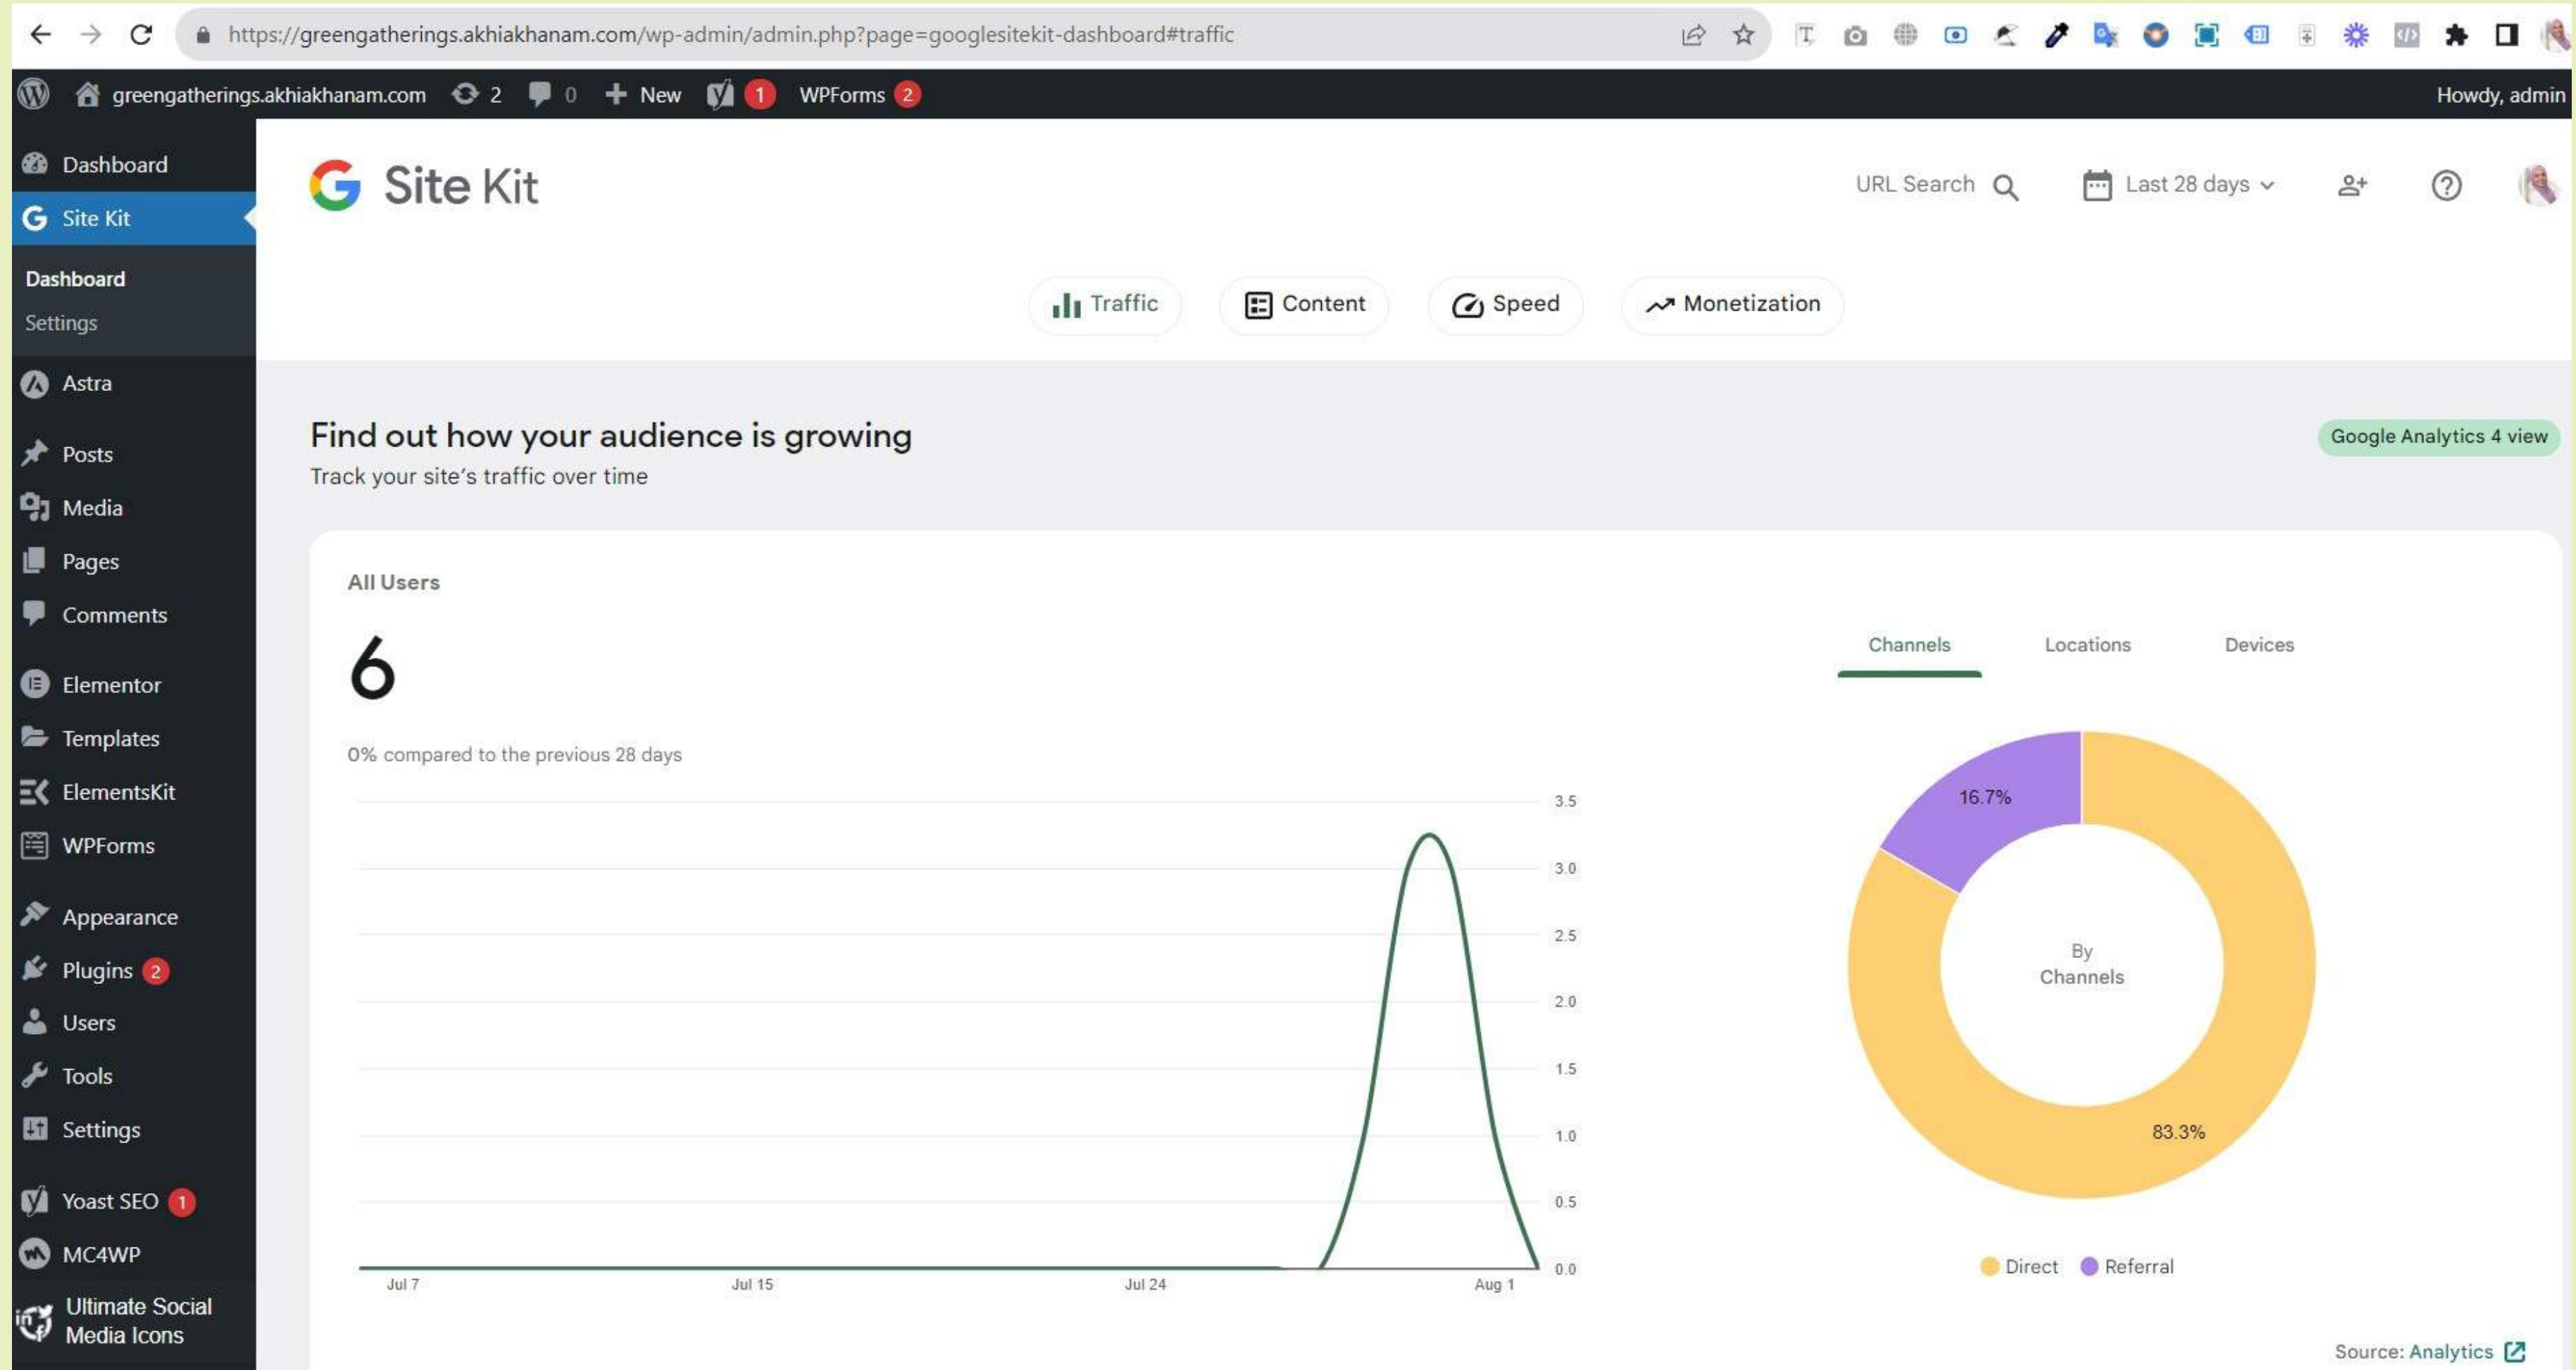 https://greengatherings.akhiakhanam.com/wp-admin/admin.php?page=googlesitekit-dashboard#traffic
greengatherings.akhiakhanam.com 2 0 + New 1 WPForms 2 Howdy, admin
Dashboard
Site Kit
Dashboard
Settings
Astra
Posts
Media
Pages
Comments
Elementor
Templates
ElementsKit
WPForms
Appearance
Plugins 2
Users
Tools
Settings
Yoast SEO 1
MC4WP
Ultimate Social
Media Icons
G Site Kit
URL Search
Last 28 days
Traffic
Content
Speed
Monetization
Find out how your audience is growing
Track your site's traffic over time
Google Analytics 4 view
All Users
6
0% compared to the previous 28 days
3.5
3.0
2.5
2.0
1.5
1.0
0.5
0.0
Jul 7 Jul 15 Jul 24 Aug 1
Channels Locations Devices
16.7%
By
Channels
83.3%
Direct Referral
Source: Analytics